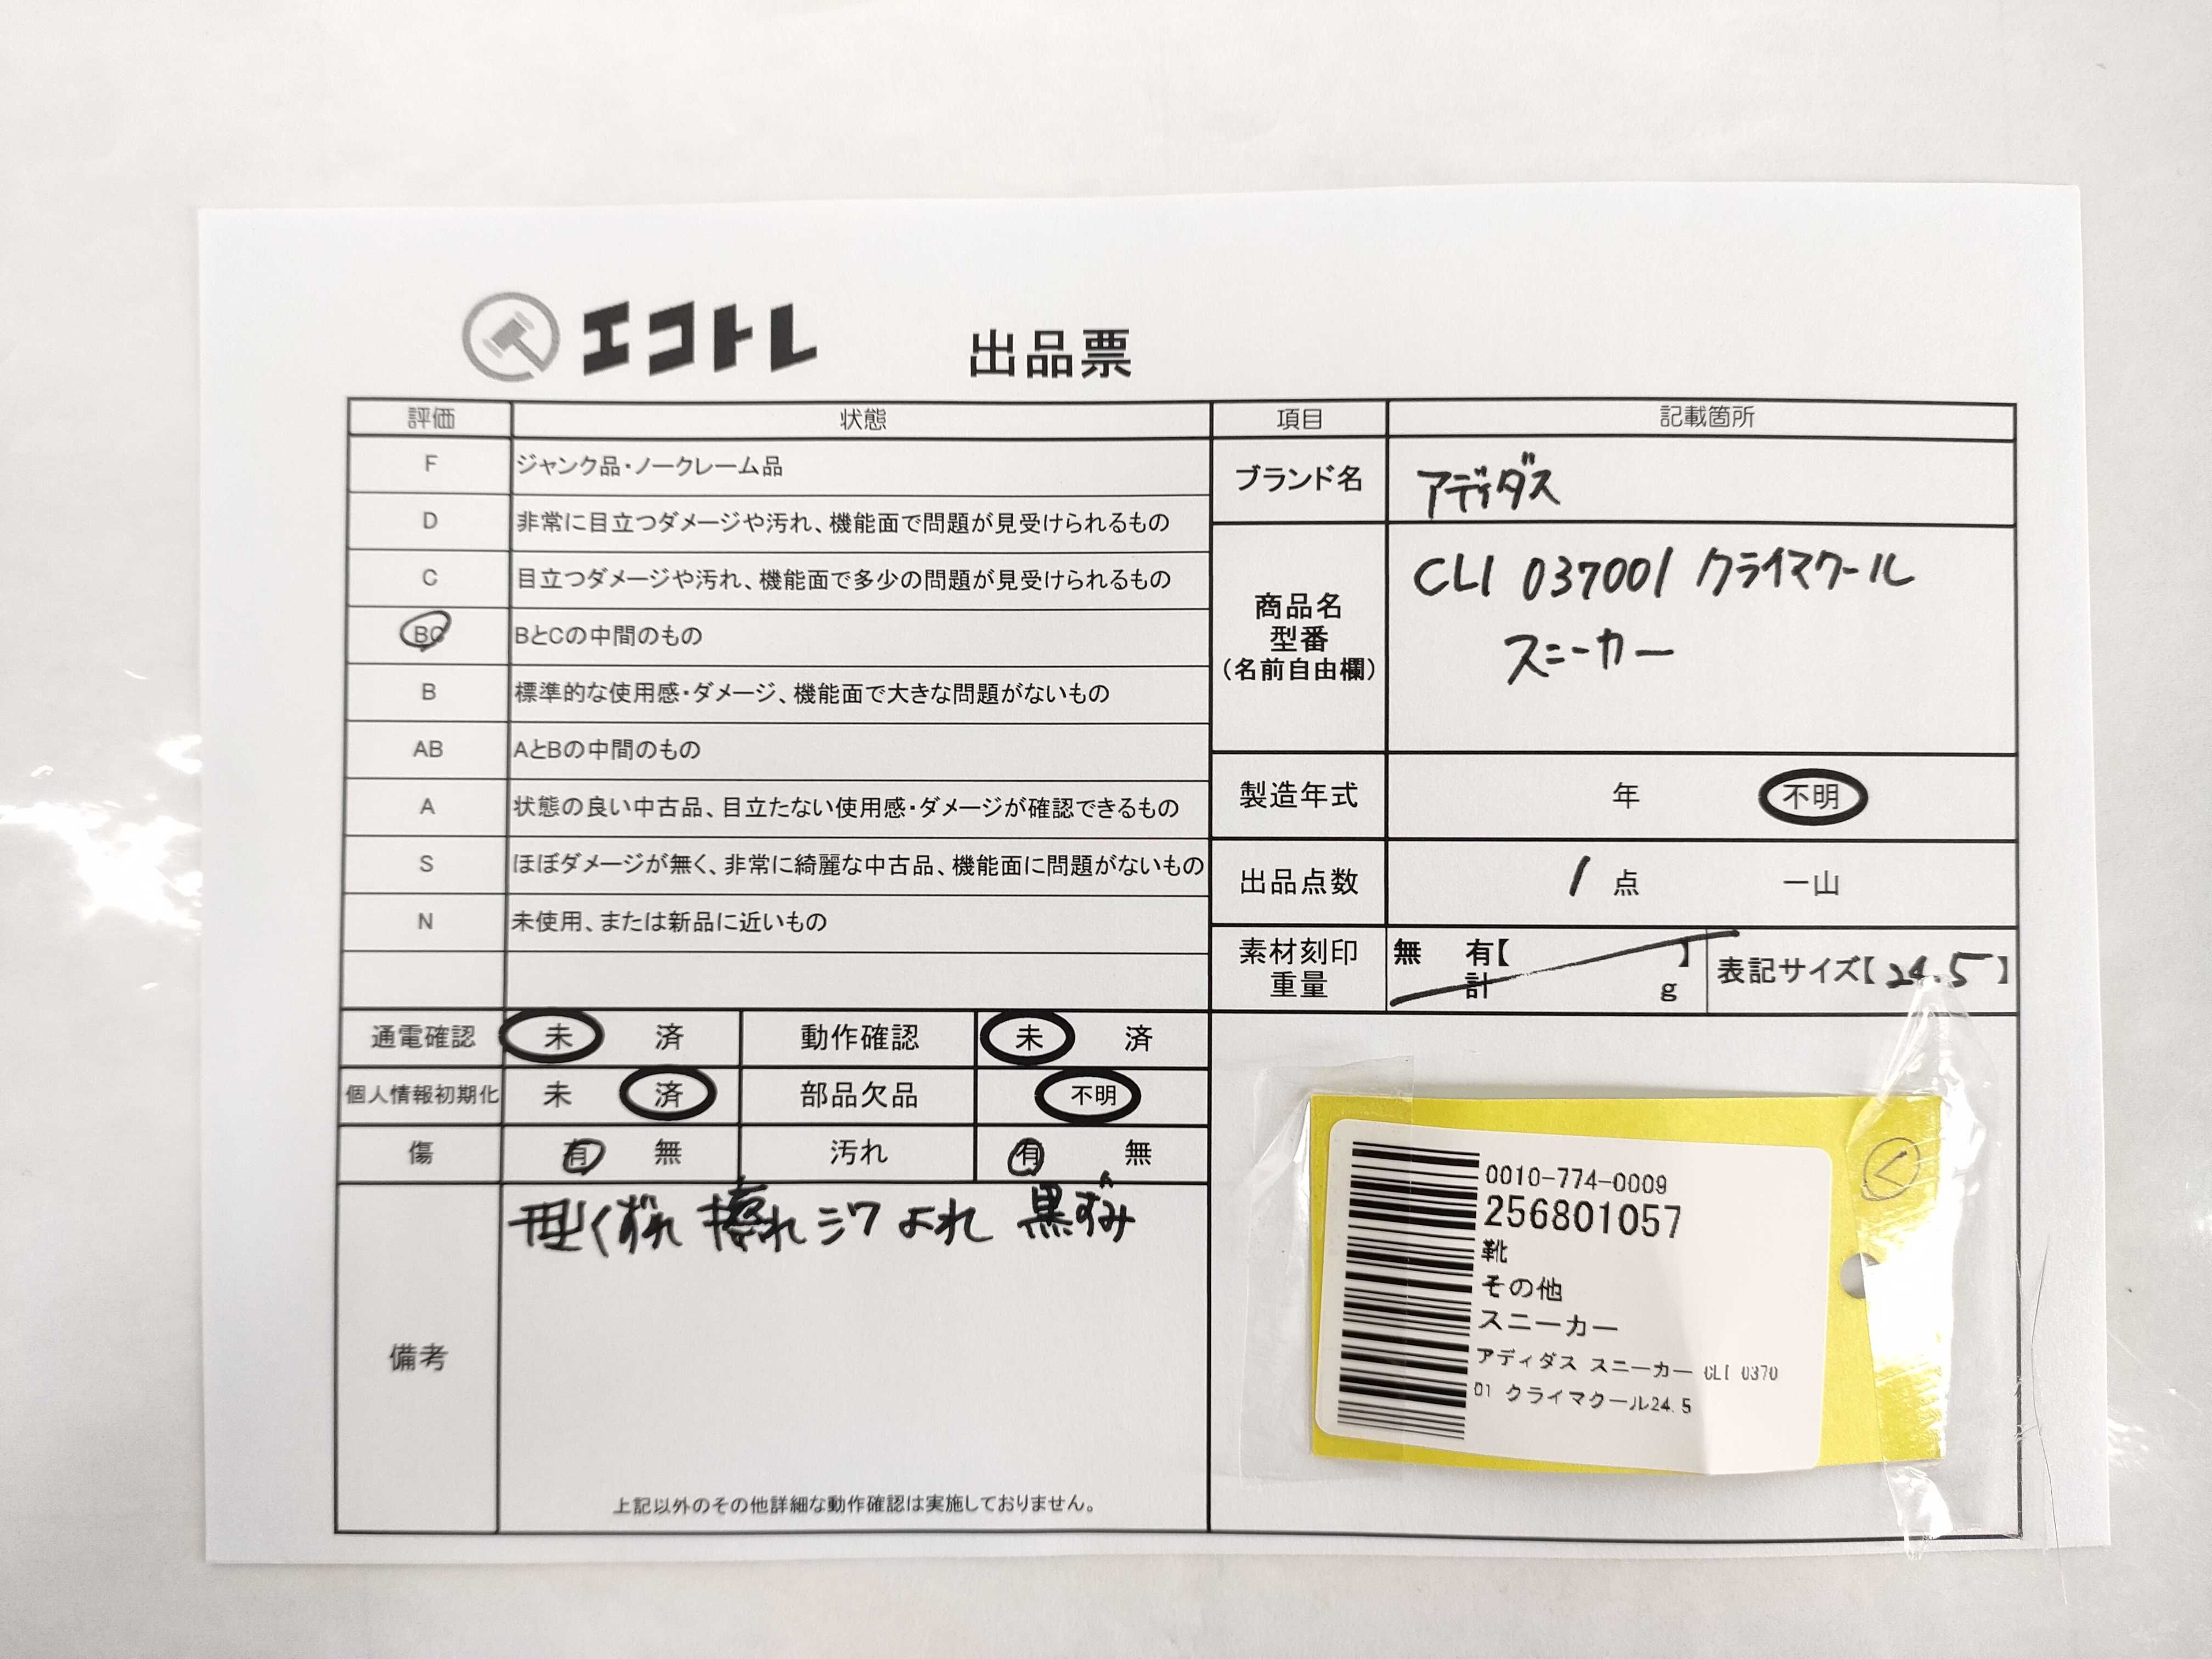 エコトレ 出品票
評価 状態
F ジャンク品・ノークレーム品
D 非常に目立つダメージや汚れ、機能面で問題が見受けられるもの
C 目立つダメージや汚れ、機能面で多少の問題が見受けられるもの
BC BとCの中間のもの
B 標準的な使用感・ダメージ、機能面で大きな問題がないもの
AB AとBの中間のもの
A 状態の良い中古品、目立たない使用感・ダメージが確認できるもの
S ほぼダメージが無く、非常に綺麗な中古品、機能面に問題がないもの
N 未使用、または新品に近いもの
通電確認 未 済 動作確認 未 済
個人情報初期化 未 済 部品欠品 不明
傷 有 無 汚れ 有 無
備考
型くずれ 擦れ シワ よれ 黒ずみ
上記以外のその他詳細な動作確認は実施しておりません。
項目 記載箇所
ブランド名 アディダス
商品名
型番
(名前自由欄)
CLI 037001 クライマクール
スニーカー
製造年式 年 不明
出品点数 1 点 一山
素材刻印
重量
無 有【 】
計 g
表記サイズ【24.5】
0010-774-0009
256801057
靴
その他
スニーカー
アディダス スニーカー CLI 0370
01 クライマクール24.5